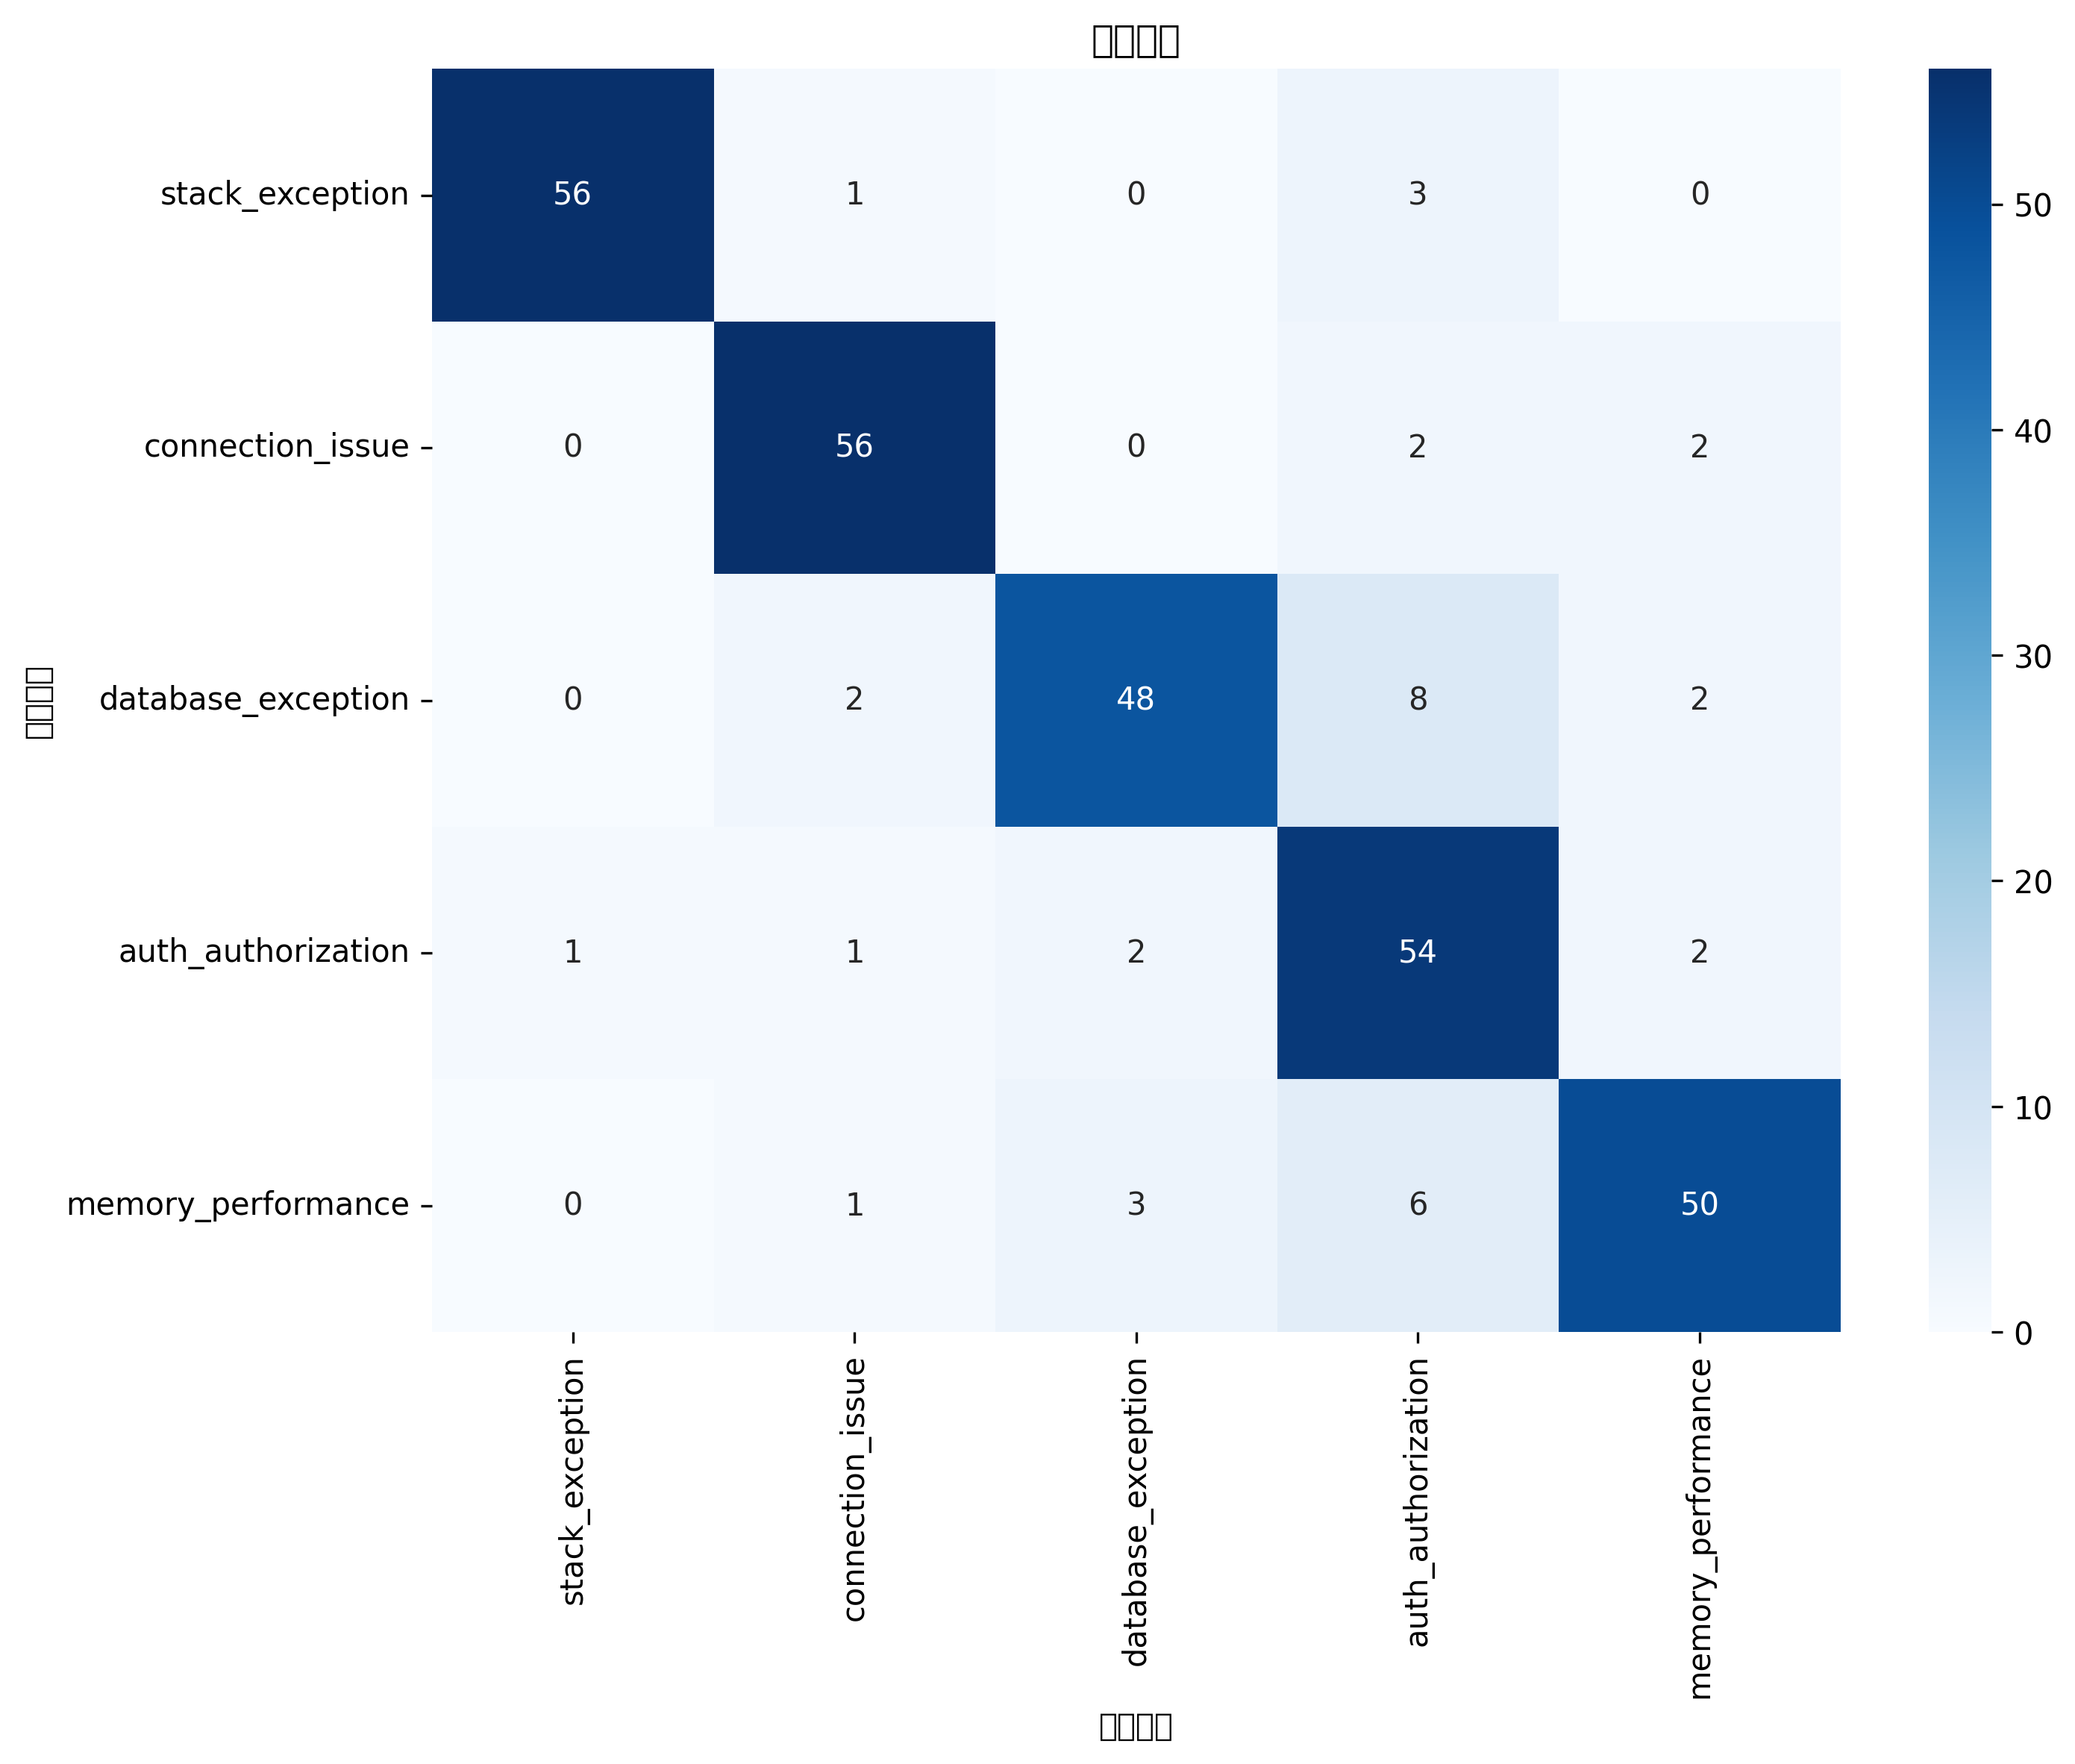 stack_exception 56 1 0 3 0
connection_issue 0 56 0 2 2
database_exception 0 2 48 8 2
auth_authorization 1 1 2 54 2
memory_performance 0 1 3 6 50
stack_exception
connection_issue
database_exception
auth_authorization
memory_performance
50
40
30
20
10
0